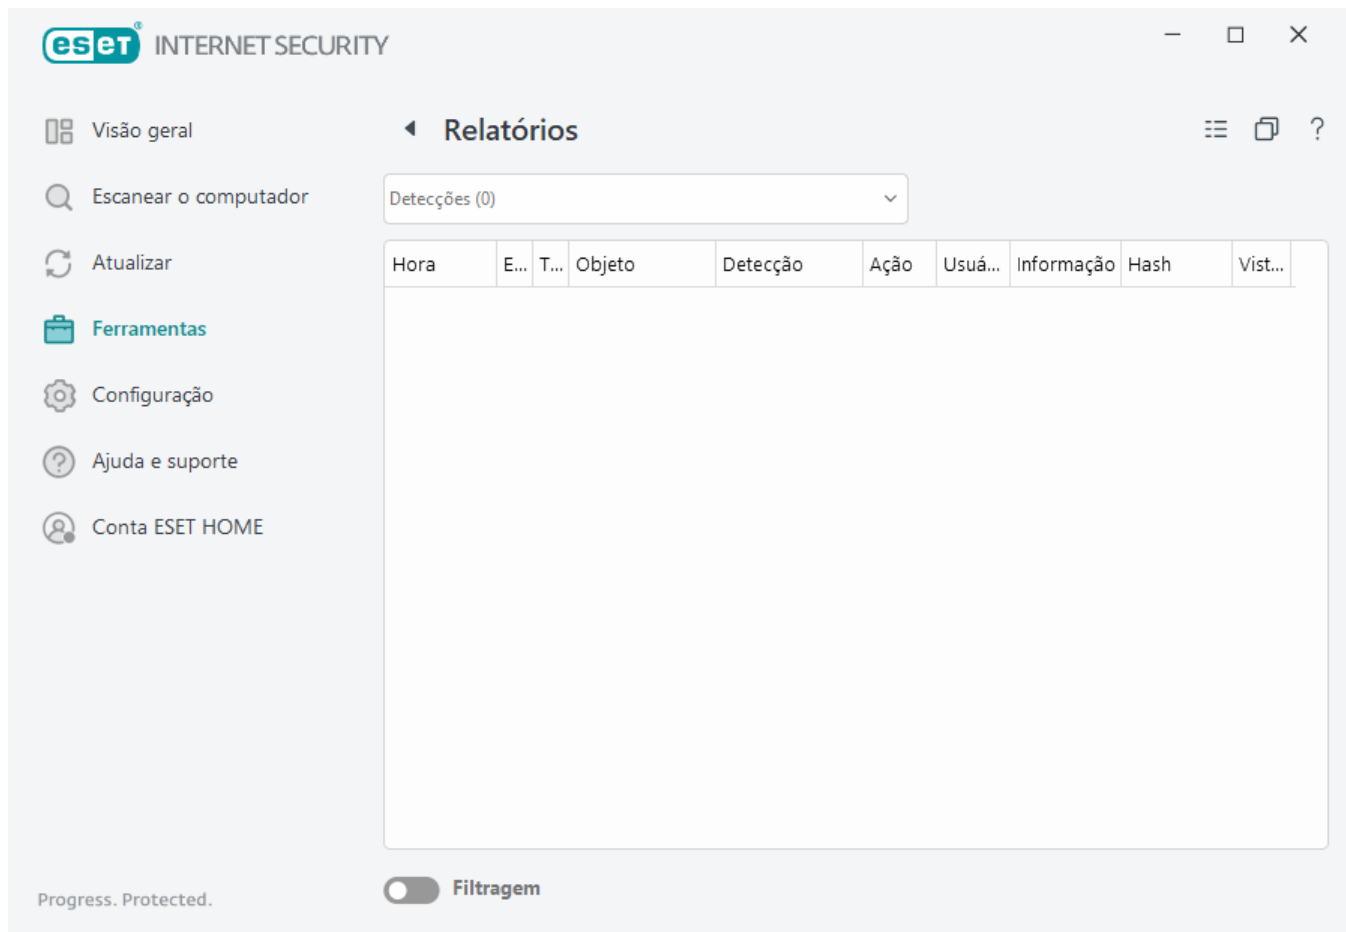 eseT® INTERNET SECURITY
Visão geral
Relatórios
?
Escanear o computador
Detecções (0)
Atualizar
Hora E... T... Objeto Detecção Ação Usuá... Informação Hash Vist...
Ferramentas
Configuração
Ajuda e suporte
Conta ESET HOME
Filtragem
Progress. Protected.